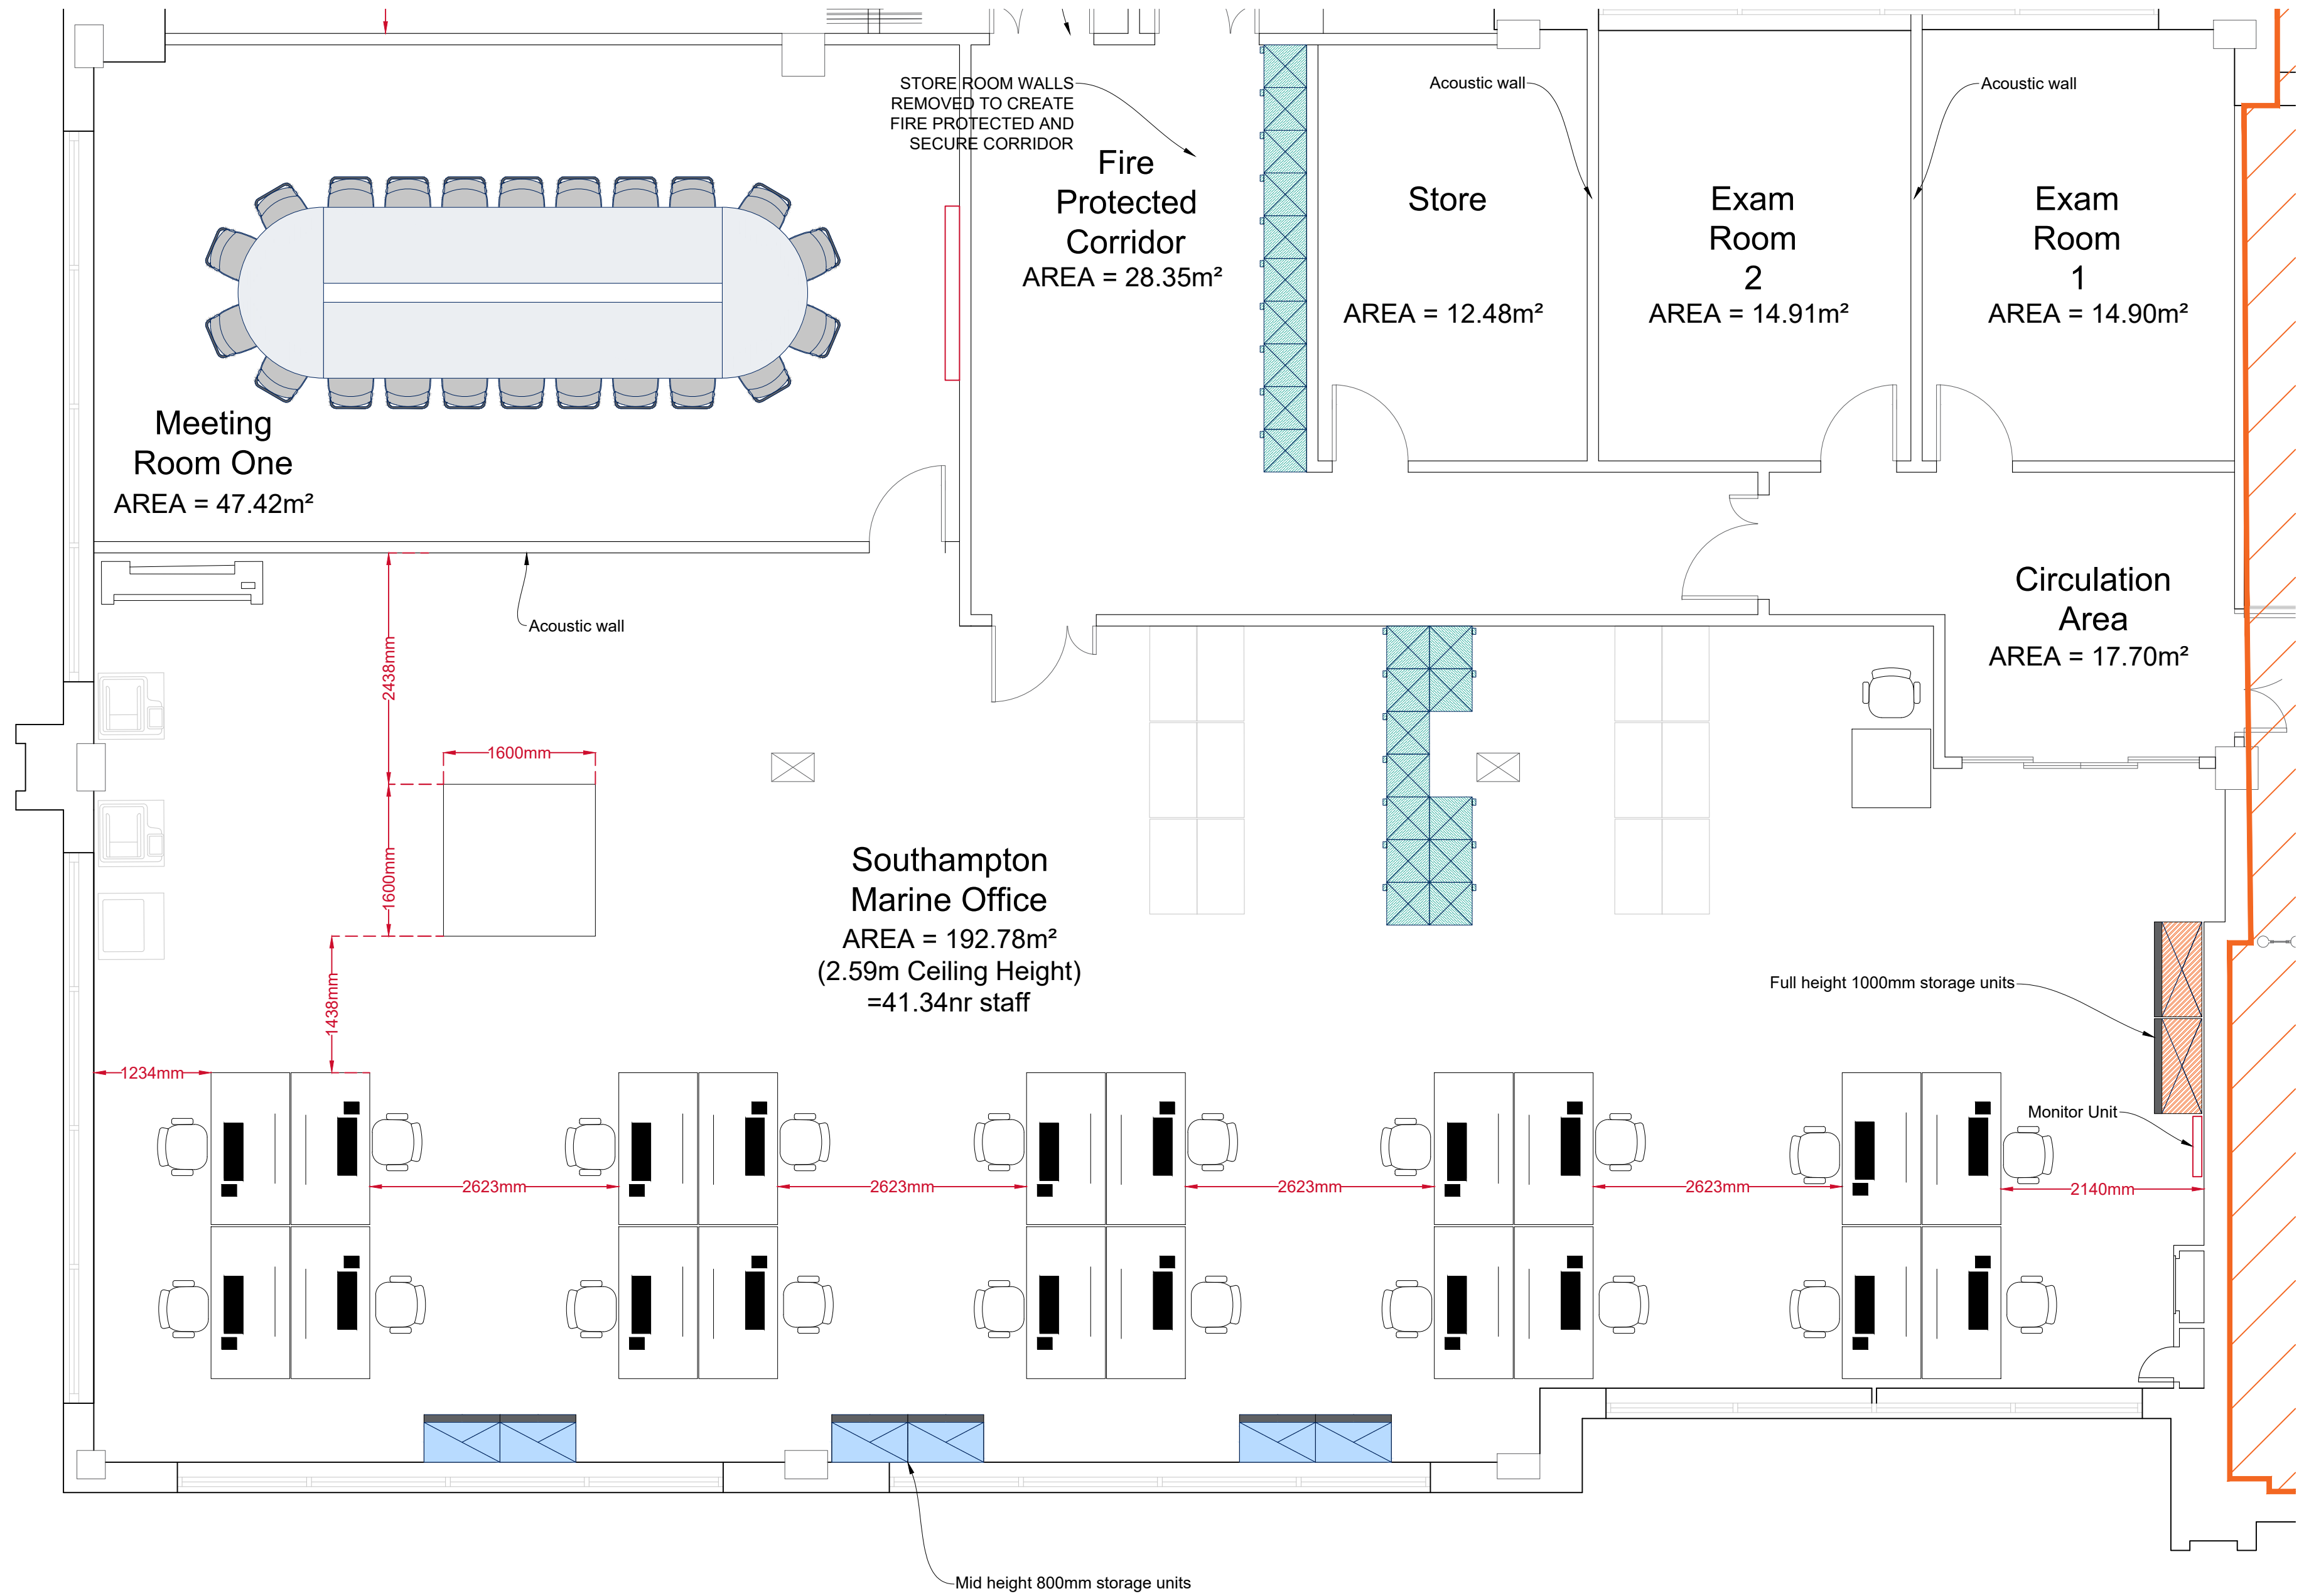 STORE ROOM WALLS
REMOVED TO CREATE
FIRE PROTECTED AND
SECURE CORRIDOR
Acoustic wall
Acoustic wall
Fire
Protected
Corridor
AREA = 28.35m²
Store
AREA = 12.48m²
Exam
Room
2
AREA = 14.91m²
Exam
Room
1
AREA = 14.90m²
Meeting
Room One
AREA = 47.42m²
Acoustic wall
Circulation
Area
AREA = 17.70m²
2438mm
1600mm
1600mm
1438mm
1234mm
Southampton
Marine Office
AREA = 192.78m²
(2.59m Ceiling Height)
=41.34nr staff
Full height 1000mm storage units
Monitor Unit
2623mm
2623mm
2623mm
2623mm
2140mm
Mid height 800mm storage units